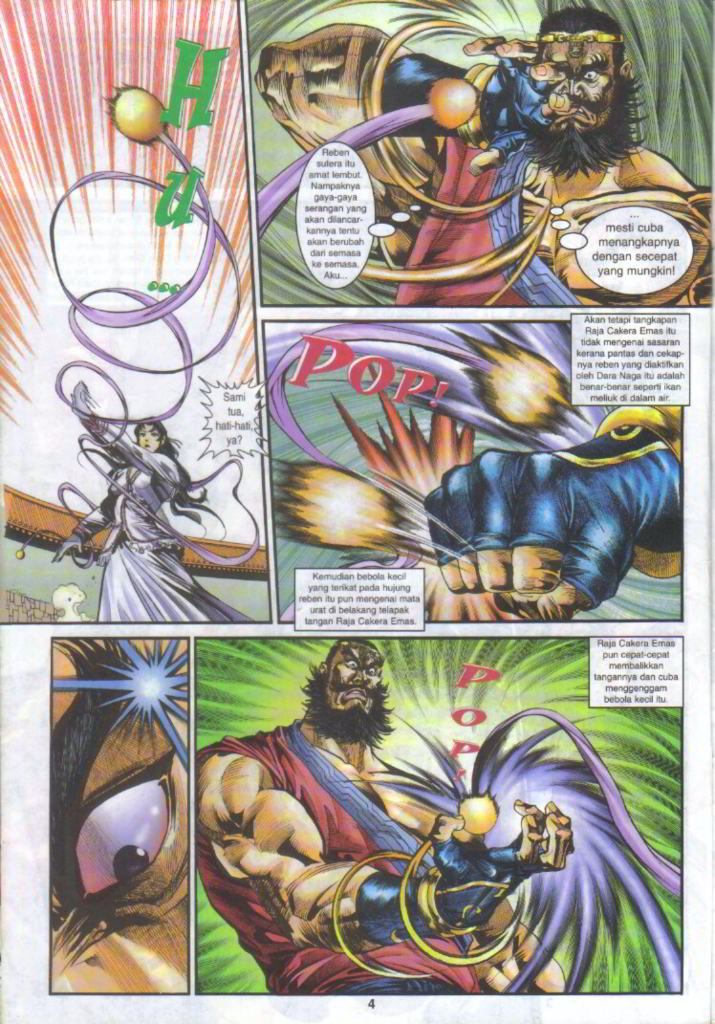 Hu
...
Sami
tua,
hati-hati,
ya?
Reben
sutera itu
amat lembut.
Nampaknya
gaya-gaya
serangan yang
akan dilancar-
kannya tentu
akan berubah
dari semasa
ke semasa.
Aku...
...
mesti cuba
menangkapnya
dengan secepat
yang mungkin!
Akan tetapi tangkapan
Raja Cakera Emas itu
tidak mengenai sasaran
kerana pantas dan cekap-
nya reben yang diaktifkan
oleh Dara Naga itu adalah
benar-benar seperti ikan
meliuk di dalam air.
POP!
Kemudian bebola kecil
yang terikat pada hujung
reben itu pun mengenai mata
urat di belakang telapak
tangan Raja Cakera Emas.
Raja Cakera Emas
pun cepat-cepat
membalikkan
tangannya dan cuba
menggenggam
bebola kecil itu.
POP!
4